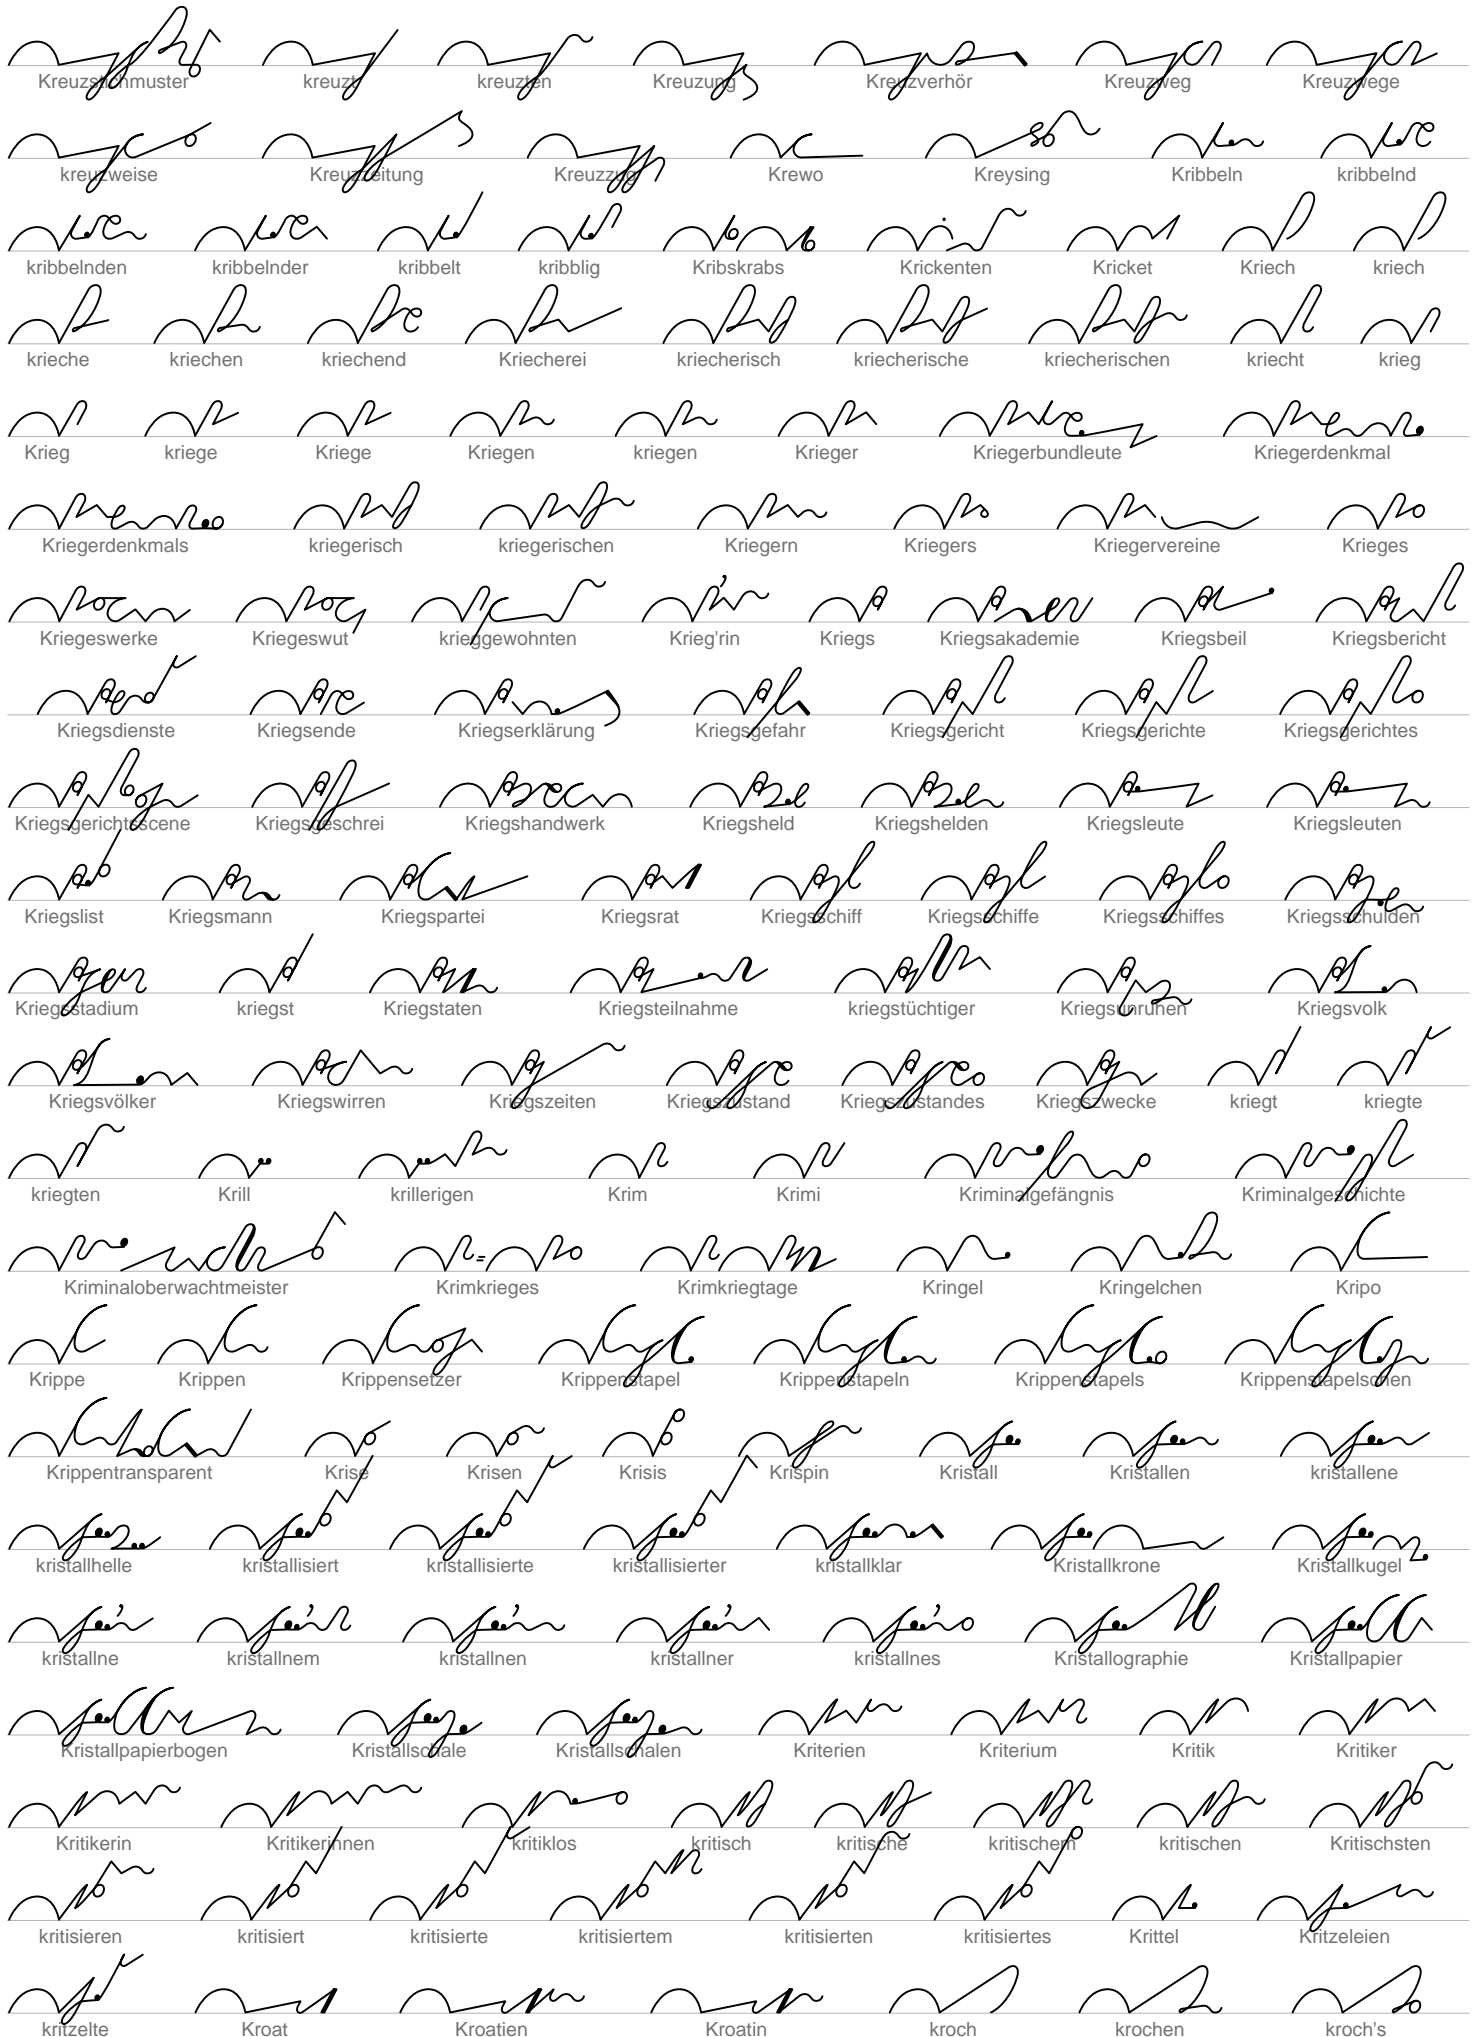 Kreuzstichmuster kreuzt kreuzten Kreuzung Kreuzverhör Kreuzweg Kreuzwege
kreuzweise Kreuzzeitung Kreuzzug Krewo Kreysing Kribbeln kribbelnd
kribbelnden kribbelnder kribbelt kribblig Kribskrabs Krickenten Kricket Kriech kriech
krieche kriechen kriechend Kriecherei kriecherisch kriecherische kriecherischen kriecht krieg
Krieg kriege Kriege Kriegen kriegen Krieger Kriegerbundleute Kriegerdenkmal
Kriegerdenkmals kriegerisch kriegerischen Kriegern Kriegers Kriegervereine Krieges
Kriegeswerke Kriegeswut krieggewohnten Krieg'rin Kriegs Kriegsakademie Kriegsbeil Kriegsbericht
Kriegsdienste Kriegsende Kriegserklärung Kriegsgefahr Kriegsgericht Kriegsgerichte Kriegsgerichtes
Kriegsgerichtsscene Kriegsgeschrei Kriegshandwerk Kriegsheld Kriegshelden Kriegsleute Kriegsleuten
Kriegslist Kriegsmann Kriegspartei Kriegsrat Kriegsschiff Kriegsschiffe Kriegsschiffes Kriegsschulden
Kriegsstadium kriegst Kriegstaten Kriegsteilnahme kriegstüchtiger Kriegsunruhen Kriegsvolk
Kriegsvölker Kriegswirren Kriegszeiten Kriegszustand Kriegszustandes Kriegszwecke kriegt kriegte
kriegten Krill krillerigen Krim Krimi Kriminalgefängnis Kriminalgeschichte
Kriminaloberwachtmeister Krimkrieges Krimkriegtage Kringel Kringelchen Kripo
Krippe Krippen Krippensetzer Krippenstapel Krippenstapeln Krippenstapels Krippenstapelschen
Krippentransparent Krise Krisen Krisis Krispin Kristall Kristallen kristallene
kristallhelle kristallisiert kristallisierte kristallisierter kristallklar Kristallkrone Kristallkugel
kristallne kristallnem kristallnen kristallner kristallnes Kristallographie Kristallpapier
Kristallpapierbogen Kristallschale Kristallschalen Kriterien Kriterium Kritik Kritiker
Kritikerin Kritikerinnen kritiklos kritisch kritische kritischem kritischen Kritischsten
kritisieren kritisiert kritisierte kritisiertem kritisierten kritisiertes Krittel Kritzeleien
kritzelte Kroat Kroatien Kroatin kroch krochen kroch's